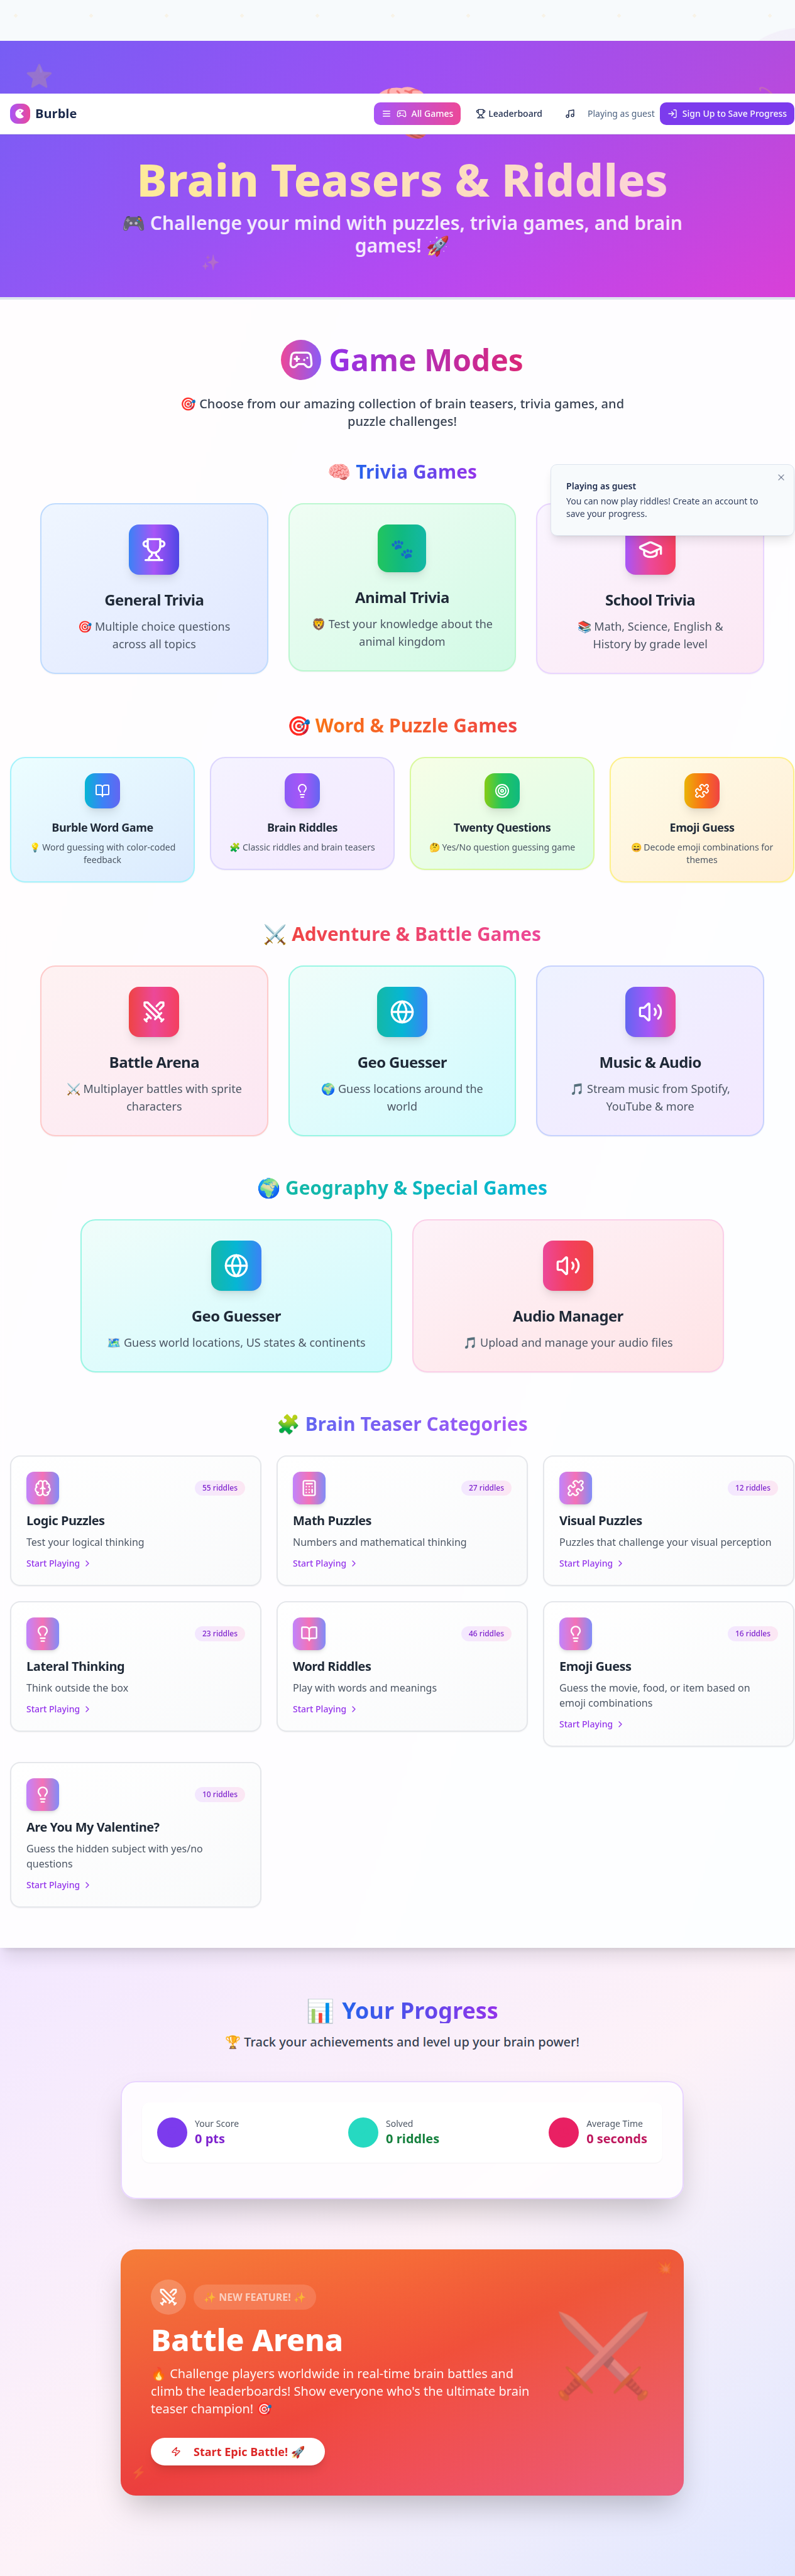 Burble
All Games
Leaderboard
Playing as guest
Sign Up to Save Progress
Brain Teasers & Riddles
🎮 Challenge your mind with puzzles, trivia games, and brain
games! 🚀
Game Modes
🎯 Choose from our amazing collection of brain teasers, trivia games, and
puzzle challenges!
🧠 Trivia Games
Playing as guest
You can now play riddles! Create an account to
save your progress.
General Trivia
🎯 Multiple choice questions
across all topics
Animal Trivia
🦁 Test your knowledge about the
animal kingdom
School Trivia
📚 Math, Science, English &
History by grade level
🎯 Word & Puzzle Games
Burble Word Game
💡 Word guessing with color-coded
feedback
Brain Riddles
🧩 Classic riddles and brain teasers
Twenty Questions
🤔 Yes/No question guessing game
Emoji Guess
😄 Decode emoji combinations for
themes
⚔️ Adventure & Battle Games
Battle Arena
⚔️ Multiplayer battles with sprite
characters
Geo Guesser
🌍 Guess locations around the
world
Music & Audio
🎵 Stream music from Spotify,
YouTube & more
🌍 Geography & Special Games
Geo Guesser
🗺️ Guess world locations, US states & continents
Audio Manager
🎵 Upload and manage your audio files
🧩 Brain Teaser Categories
55 riddles
Logic Puzzles
Test your logical thinking
Start Playing
27 riddles
Math Puzzles
Numbers and mathematical thinking
Start Playing
12 riddles
Visual Puzzles
Puzzles that challenge your visual perception
Start Playing
23 riddles
Lateral Thinking
Think outside the box
Start Playing
46 riddles
Word Riddles
Play with words and meanings
Start Playing
16 riddles
Emoji Guess
Guess the movie, food, or item based on
emoji combinations
Start Playing
10 riddles
Are You My Valentine?
Guess the hidden subject with yes/no
questions
Start Playing
📊 Your Progress
🏆 Track your achievements and level up your brain power!
Your Score
0 pts
Solved
0 riddles
Average Time
0 seconds
✨ NEW FEATURE! ✨
Battle Arena
🔥 Challenge players worldwide in real-time brain battles and
climb the leaderboards! Show everyone who's the ultimate brain
teaser champion! 🎯
Start Epic Battle! 🚀